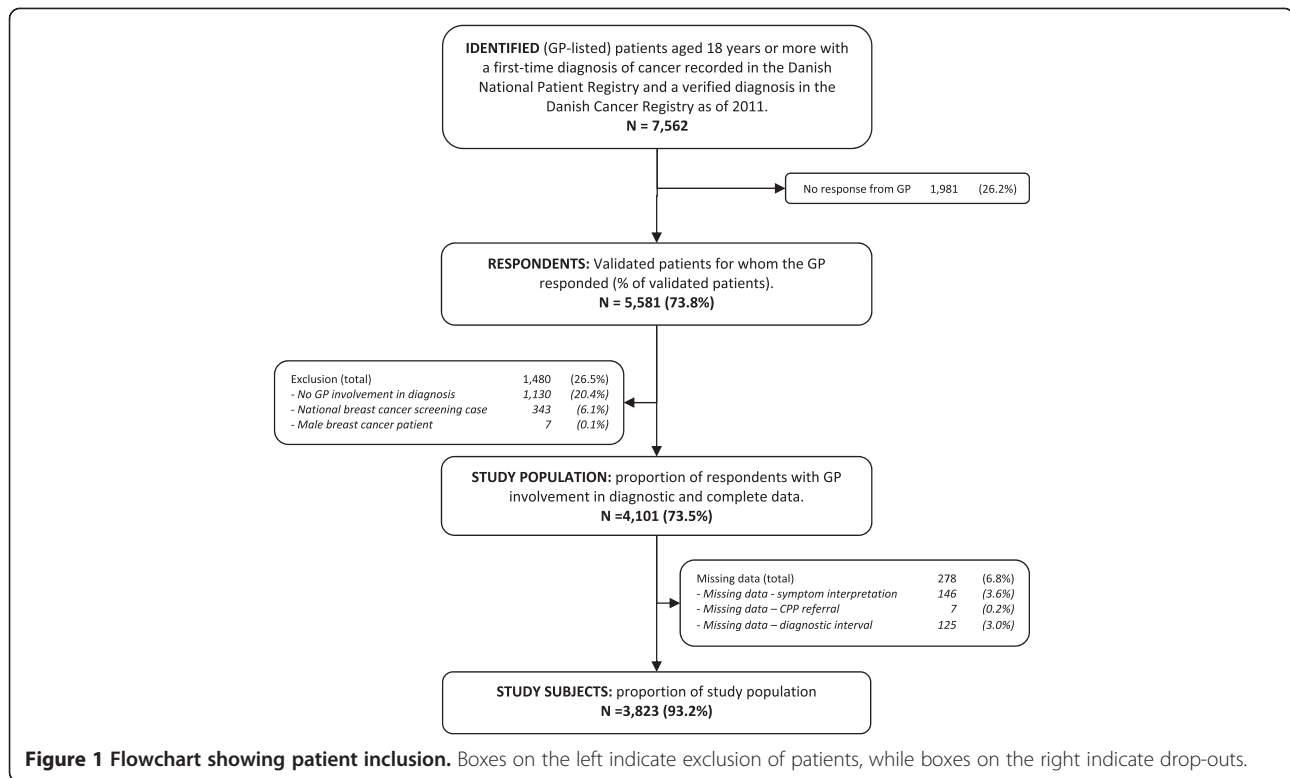 IDENTIFIED (GP-listed) patients aged 18 years or more with
a first-time diagnosis of cancer recorded in the Danish
National Patient Registry and a verified diagnosis in the
Danish Cancer Registry as of 2011.
N = 7,562
No response from GP 1,981 (26.2%)
RESPONDENTS: Validated patients for whom the GP
responded (% of validated patients).
N = 5,581 (73.8%)
Exclusion (total) 1,480 (26.5%)
- No GP involvement in diagnosis 1,130 (20.4%)
- National breast cancer screening case 343 (6.1%)
- Male breast cancer patient 7 (0.1%)
STUDY POPULATION: proportion of respondents with GP
involvement in diagnostic and complete data.
N =4,101 (73.5%)
Missing data (total) 278 (6.8%)
- Missing data - symptom interpretation 146 (3.6%)
- Missing data – CPP referral 7 (0.2%)
- Missing data – diagnostic interval 125 (3.0%)
STUDY SUBJECTS: proportion of study population
N =3,823 (93.2%)
Figure 1 Flowchart showing patient inclusion. Boxes on the left indicate exclusion of patients, while boxes on the right indicate drop-outs.